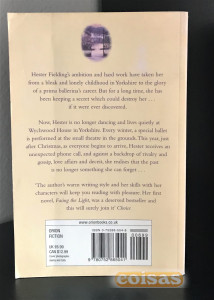 Hester Fielding's ambition and hard work have taken her
from a bleak and lonely childhood in Yorkshire to the glory
of a prima ballerina's career. But for a long time, she has
been keeping a secret which could destroy her . . .
if it were ever discovered.
Now, Hester is no longer dancing and lives quietly at
Wychwood House in Yorkshire. Every winter, a special ballet
is performed at the theatre in the grounds. This year, just
after Christmas, as everyone begins to arrive, Hester receives an
unexpected phone call, and against a backdrop of rivalry and
gossip, love affairs and deceit, she realises that the past
is no longer something she can forget . . .
'The author's warm writing style and her skills with her
characters will keep you reading with pleasure. Her first
novel, Facing the Light, was a deserved bestseller and
this will surely join it' Choice
www.orionbooks.co.uk
ORION
FICTION
UK £6.99
coisas